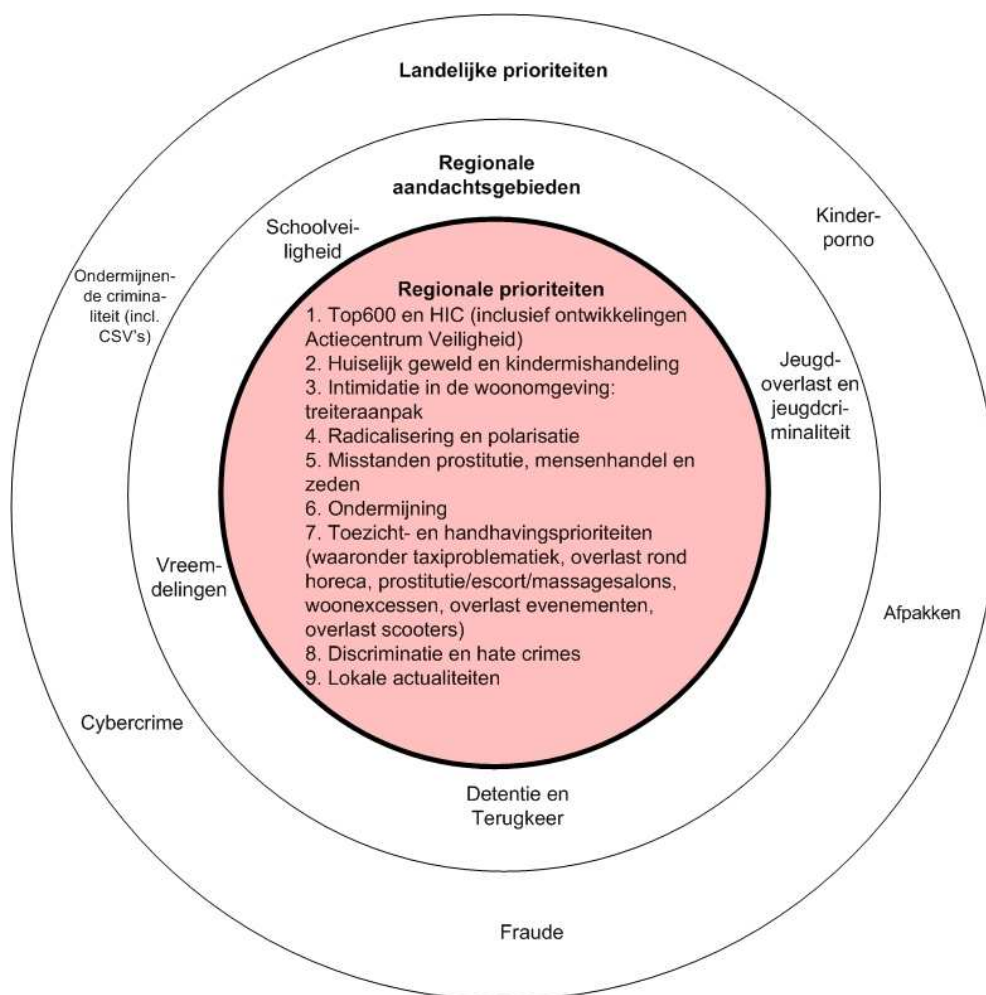 Landelijke prioriteiten
Regionale
aandachtsgebieden
Kinder-
porno
Schoolvei-
ligheid
Ondermijnen-
de crimina-
liteit (incl.
CSV's)
Regionale prioriteiten
1. Top600 en HIC (inclusief ontwikkelingen
Actiecentrum Veiligheid)
2. Huiselijk geweld en kindermishandeling
3. Intimidatie in de woonomgeving:
treiteraanpak
4. Radicalisering en polarisatie
5. Misstanden prostitutie, mensenhandel en
zeden
6. Ondermijning
7. Toezicht- en handhavingsprioriteiten
(waaronder taxiproblematiek, overlast rond
horeca, prostitutie/escort/massagesalons,
woonexcessen, overlast evenementen,
overlast scooters)
8. Discriminatie en hate crimes
9. Lokale actualiteiten
Jeugd-
overlast en
jeugdcri-
minaliteit
Vreem-
delingen
Afpakken
Cybercrime
Detentie en
Terugkeer
Fraude